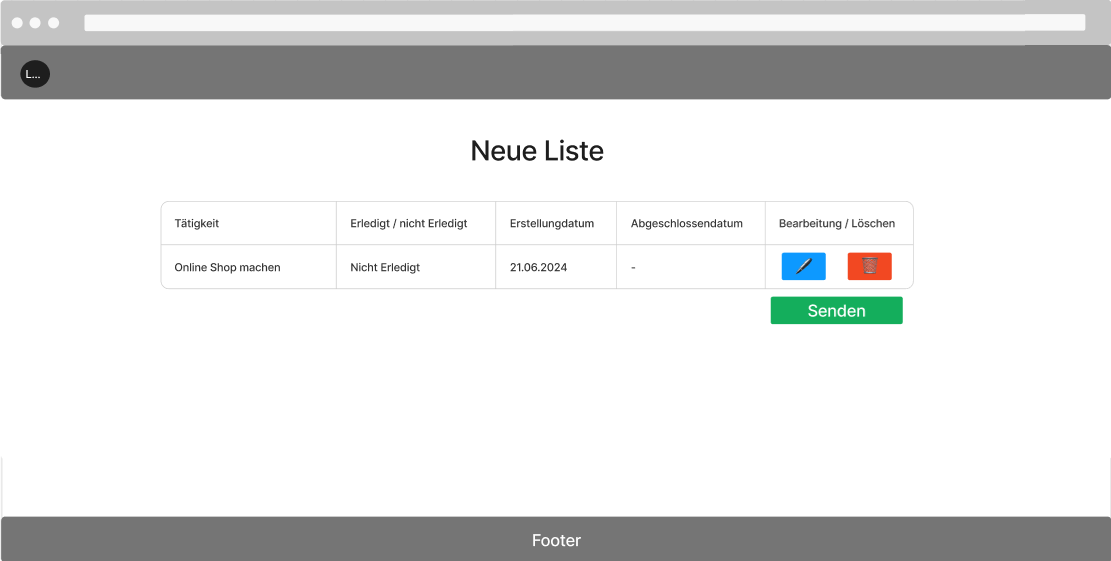 L...
Neue Liste
Tätigkeit Erledigt / nicht Erledigt Erstellungdatum Abgeschlossendatum Bearbeitung / Löschen
Online Shop machen Nicht Erledigt 21.06.2024 -
Senden
Footer